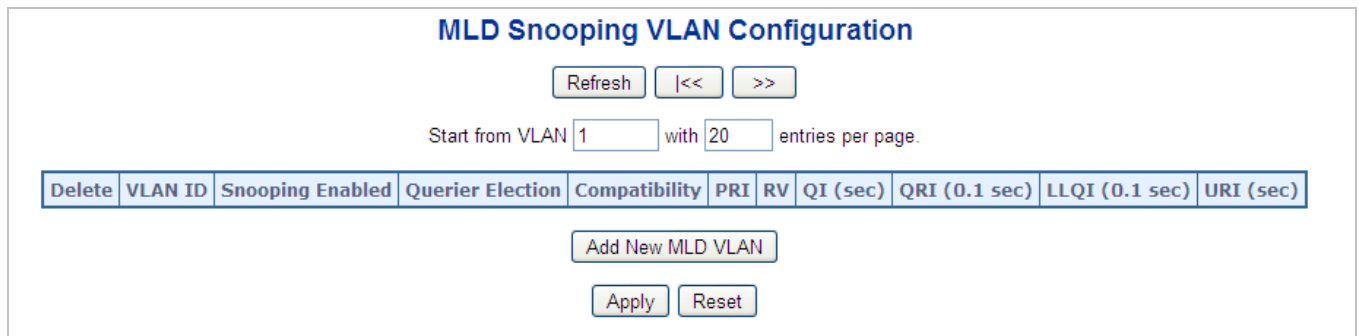 MLD Snooping VLAN Configuration
Refresh |<< >>
Start from VLAN 1 with 20 entries per page.
Delete VLAN ID Snooping Enabled Querier Election Compatibility PRI RV QI (sec) QRI (0.1 sec) LLQI (0.1 sec) URI (sec)
Add New MLD VLAN
Apply Reset